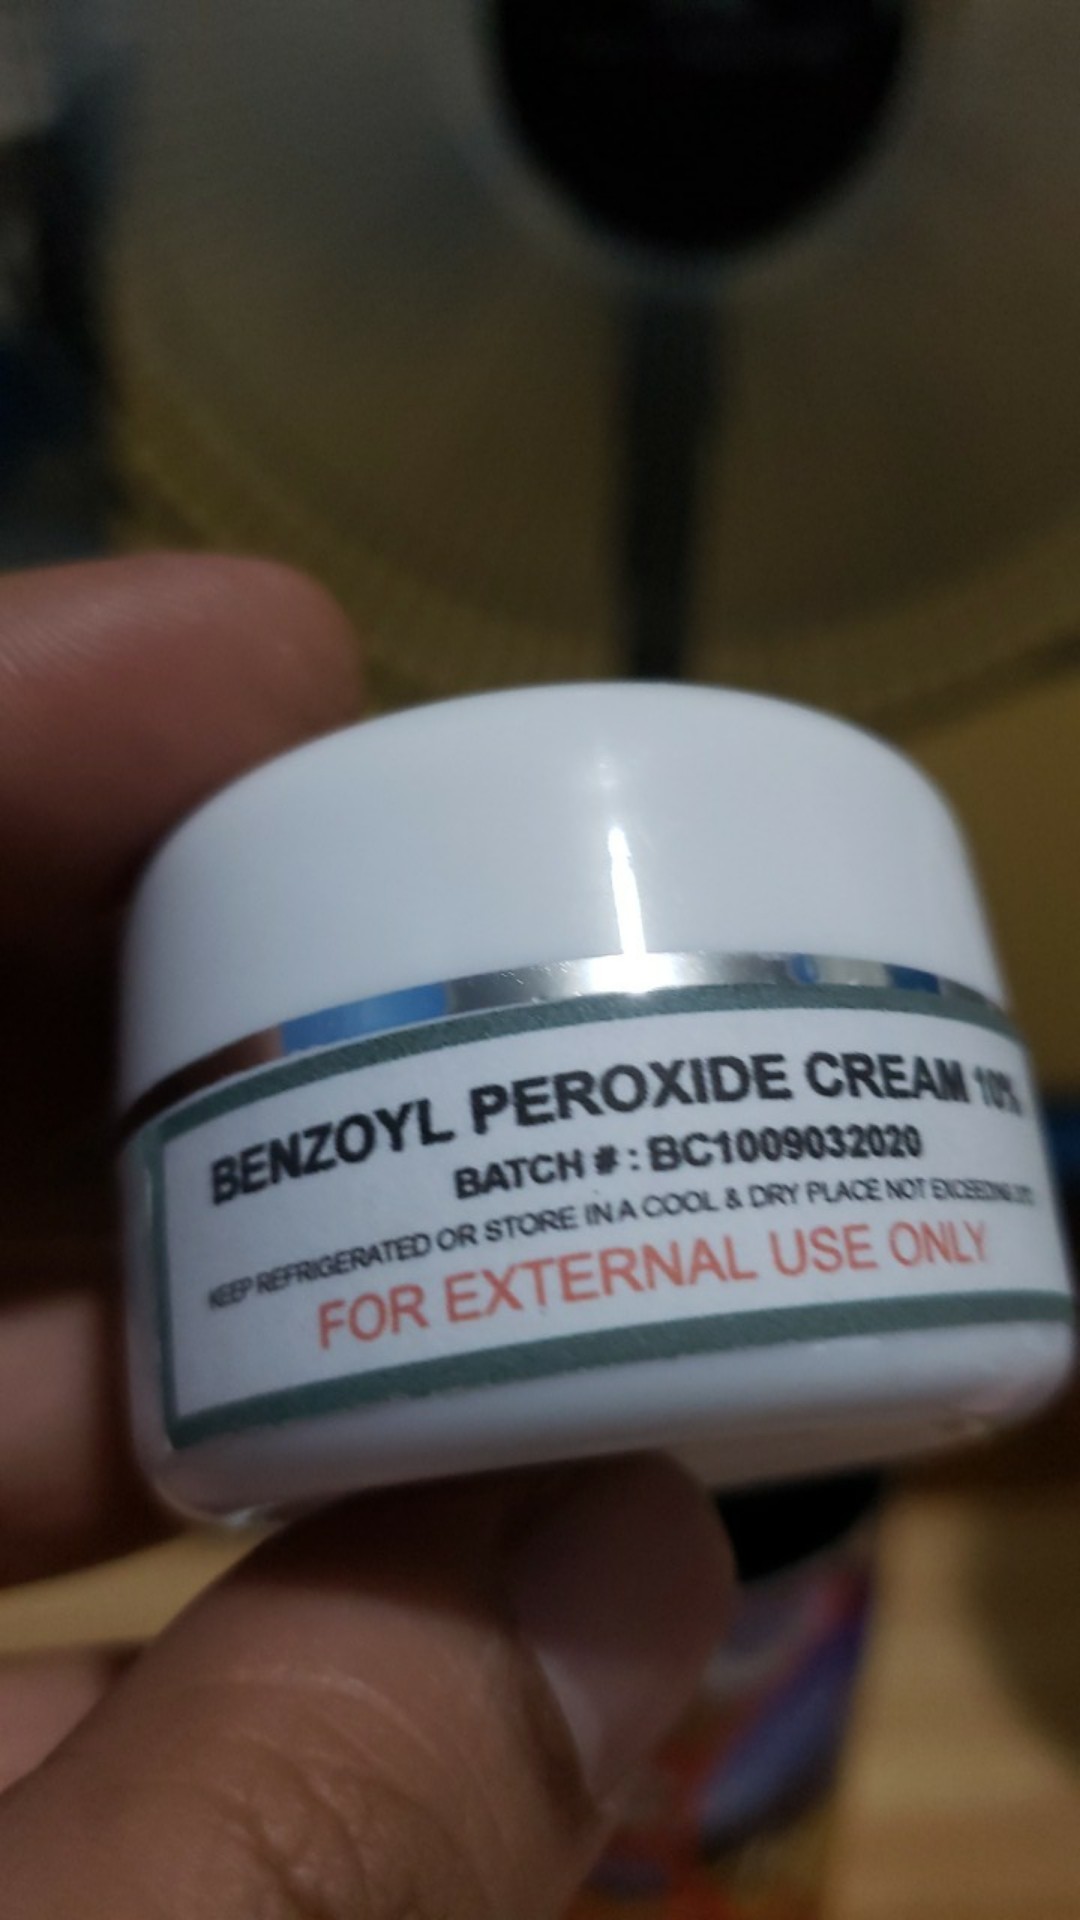 BENZOYL PEROXIDE CREAM 10%
BATCH # : BC1009032020
KEEP REFRIGERATED OR STORE IN A COOL & DRY PLACE NOT EXCEEDING
FOR EXTERNAL USE ONLY